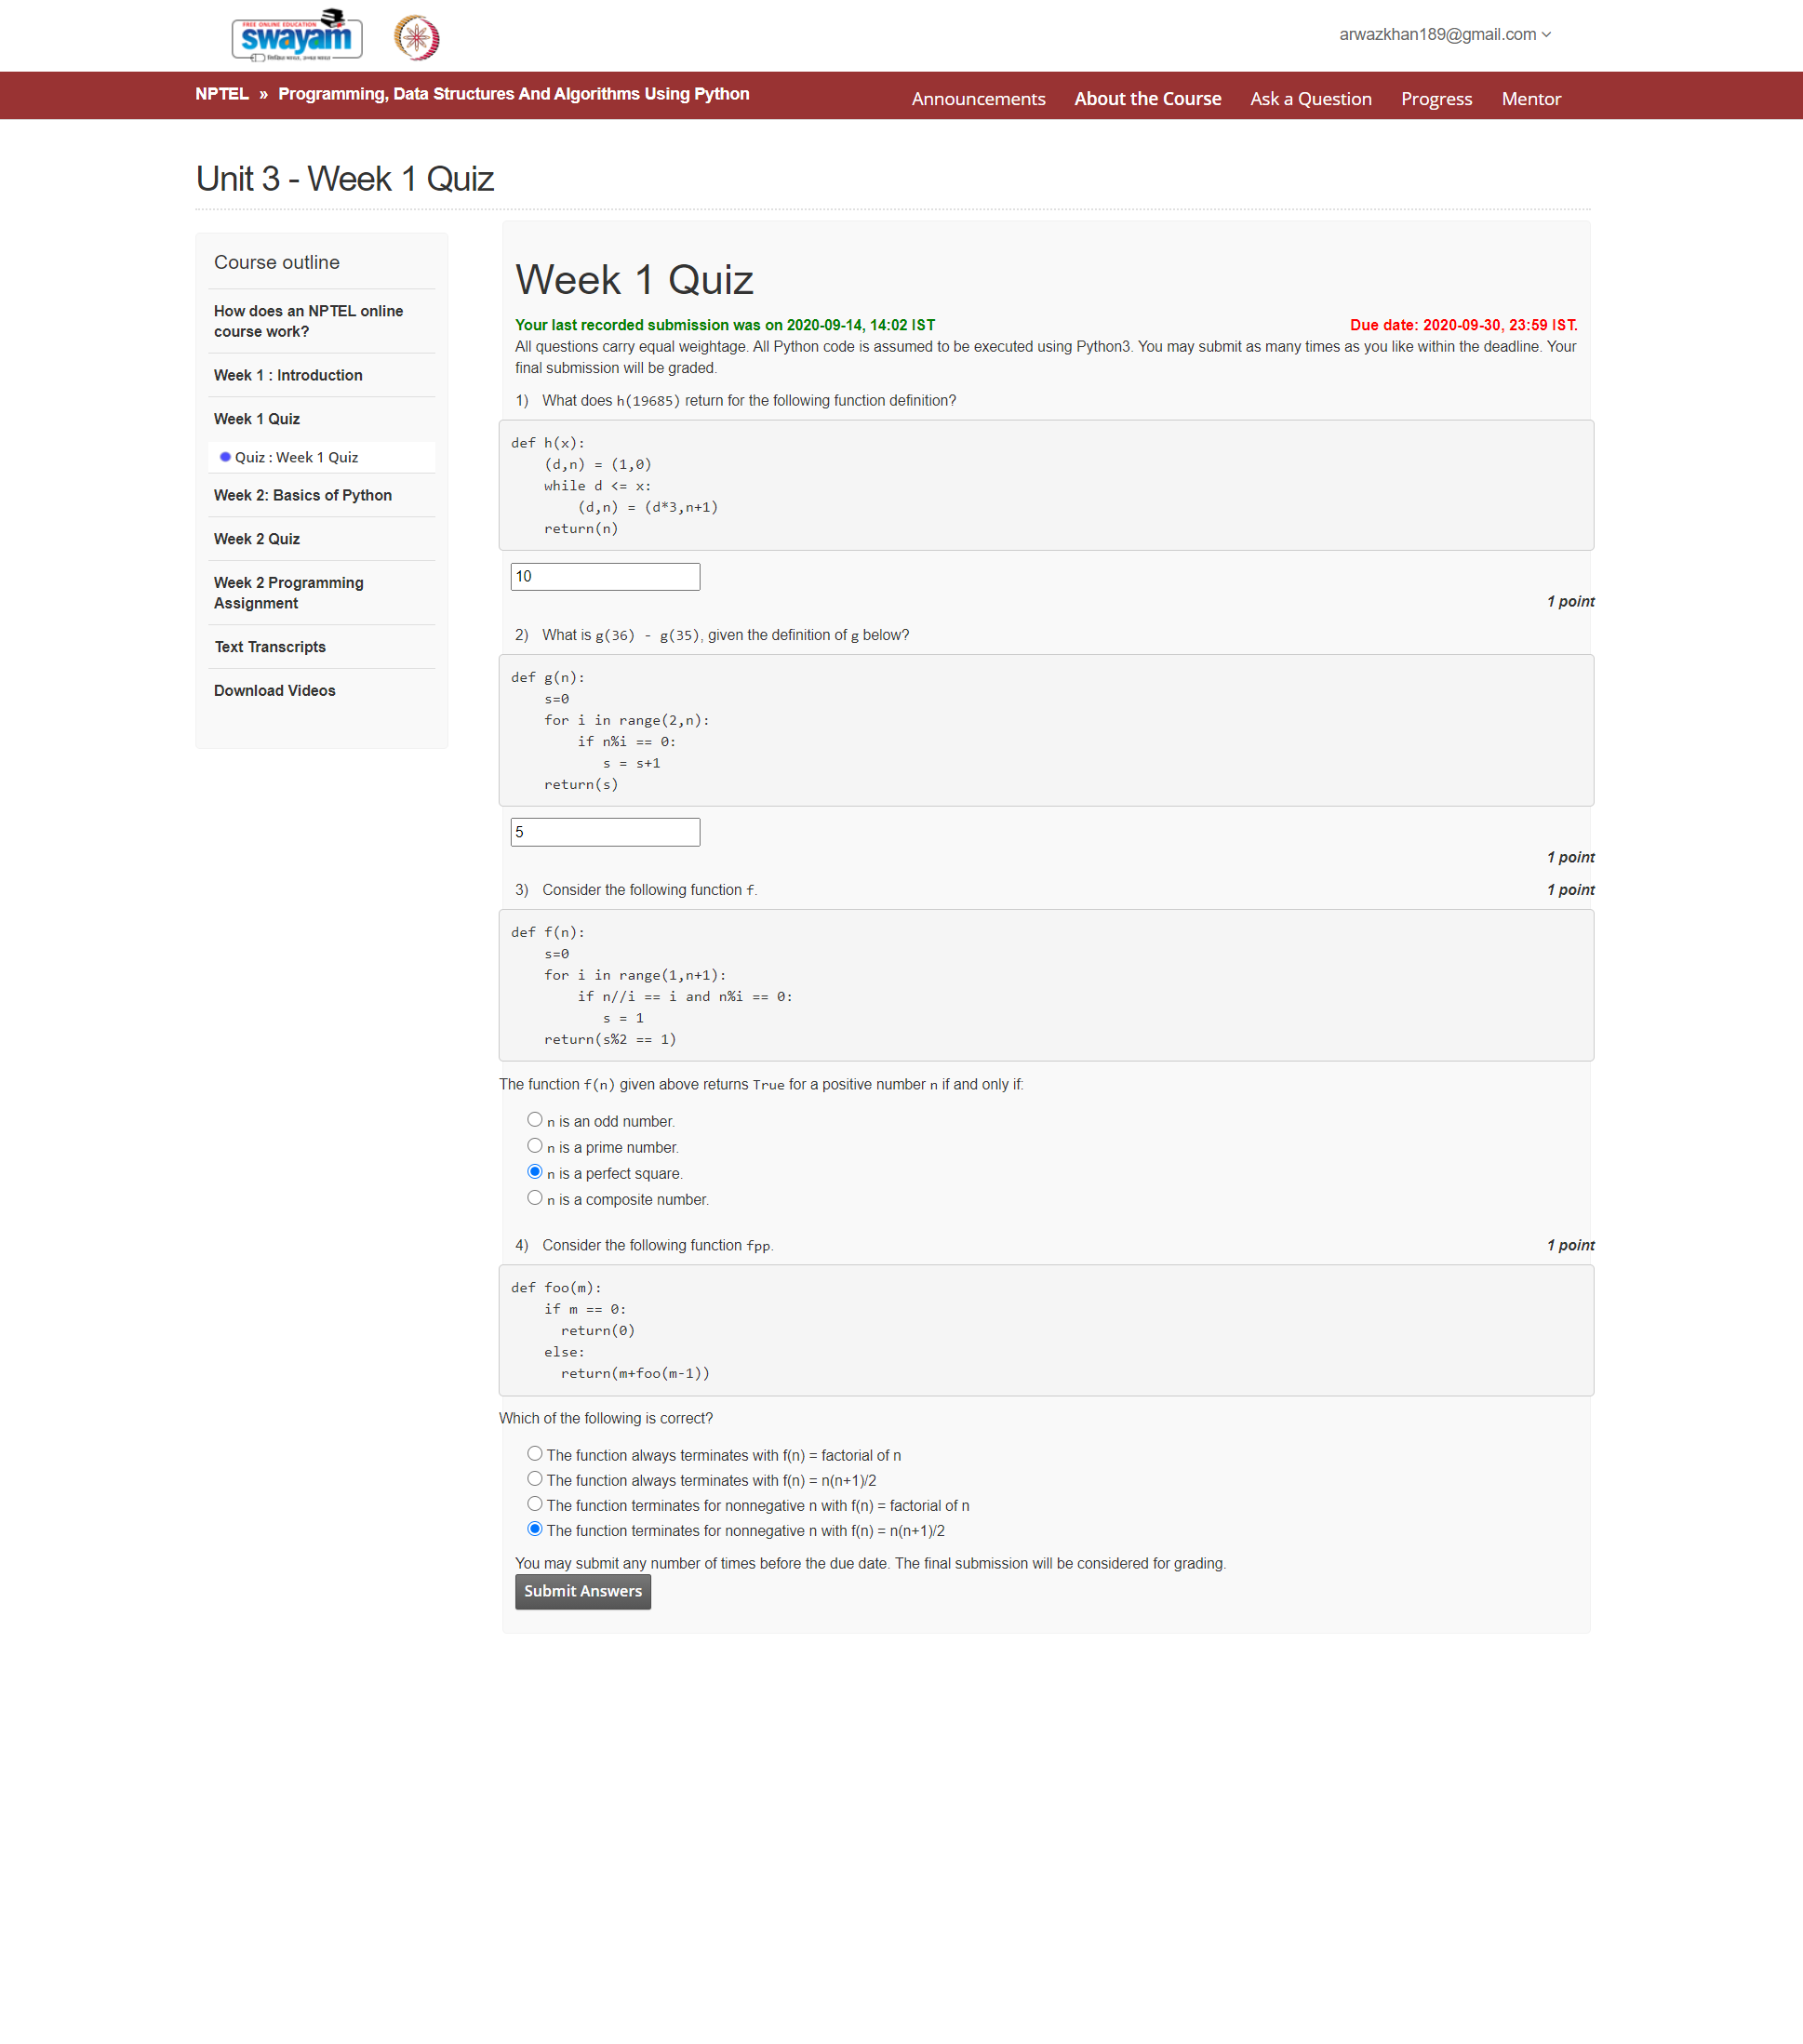 FREE ONLINE EDUCATION
swayam
arwazkhan189@gmail.com
NPTEL » Programming, Data Structures And Algorithms Using Python
Announcements About the Course Ask a Question Progress Mentor
Unit 3 - Week 1 Quiz
Course outline
How does an NPTEL online
course work?
Week 1 : Introduction
Week 1 Quiz
Quiz : Week 1 Quiz
Week 2: Basics of Python
Week 2 Quiz
Week 2 Programming
Assignment
Text Transcripts
Download Videos
Week 1 Quiz
Your last recorded submission was on 2020-09-14, 14:02 IST Due date: 2020-09-30, 23:59 IST.
All questions carry equal weightage. All Python code is assumed to be executed using Python3. You may submit as many times as you like within the deadline. Your
final submission will be graded.
1) What does h(19685) return for the following function definition?
def h(x):
    (d,n) = (1,0)
    while d <= x:
        (d,n) = (d*3,n+1)
    return(n)
10
1 point
2) What is g(36) - g(35), given the definition of g below?
def g(n):
    s=0
    for i in range(2,n):
        if n%i == 0:
           s = s+1
    return(s)
5
1 point
3) Consider the following function f. 1 point
def f(n):
    s=0
    for i in range(1,n+1):
        if n//i == i and n%i == 0:
           s = 1
    return(s%2 == 1)
The function f(n) given above returns True for a positive number n if and only if:
n is an odd number.
n is a prime number.
n is a perfect square.
n is a composite number.
4) Consider the following function fpp. 1 point
def foo(m):
    if m == 0:
      return(0)
    else:
      return(m+foo(m-1))
Which of the following is correct?
The function always terminates with f(n) = factorial of n
The function always terminates with f(n) = n(n+1)/2
The function terminates for nonnegative n with f(n) = factorial of n
The function terminates for nonnegative n with f(n) = n(n+1)/2
You may submit any number of times before the due date. The final submission will be considered for grading.
Submit Answers